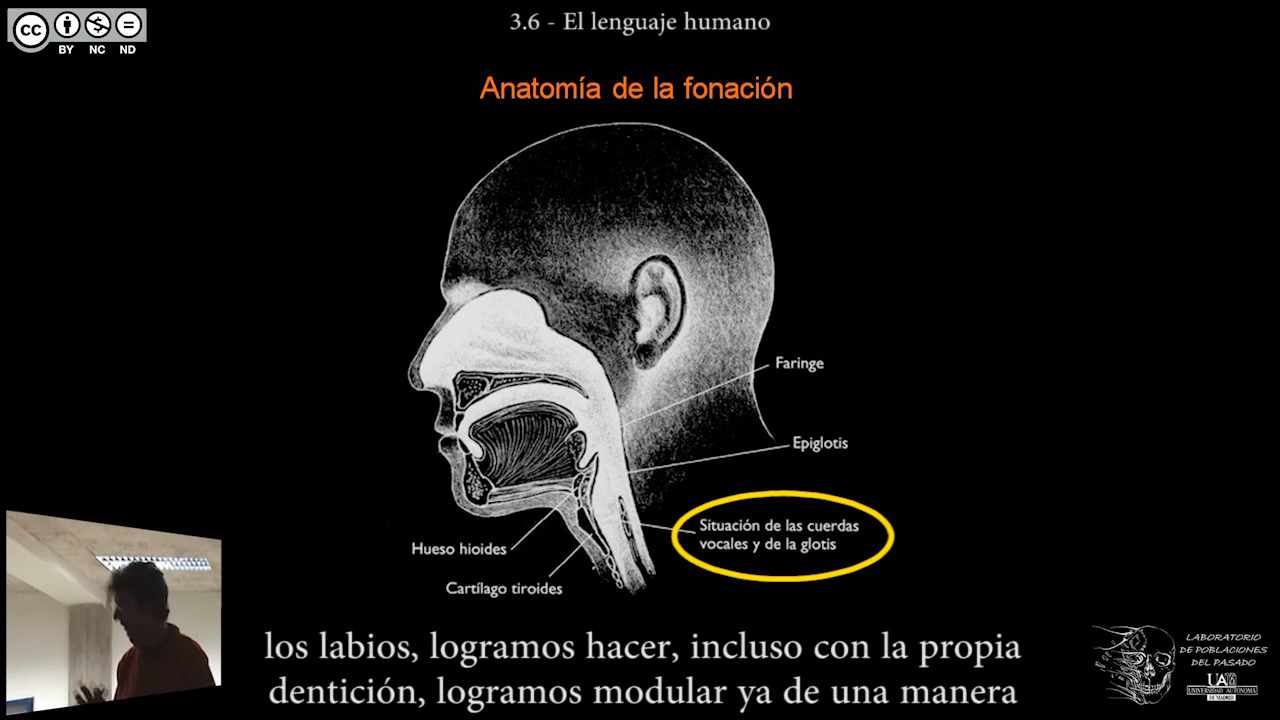 cc
BY NC ND
3.6 - El lenguaje humano
Anatomía de la fonación
Faringe
Epiglotis
Situación de las cuerdas
vocales y de la glotis
Hueso hioides
Cartílago tiroides
los labios, logramos hacer, incluso con la propia
dentición, logramos modular ya de una manera
LABORATORIO
DE POBLACIONES
DEL PASADO
UAM
UNIVERSIDAD AUTONOMA
DE MADRID